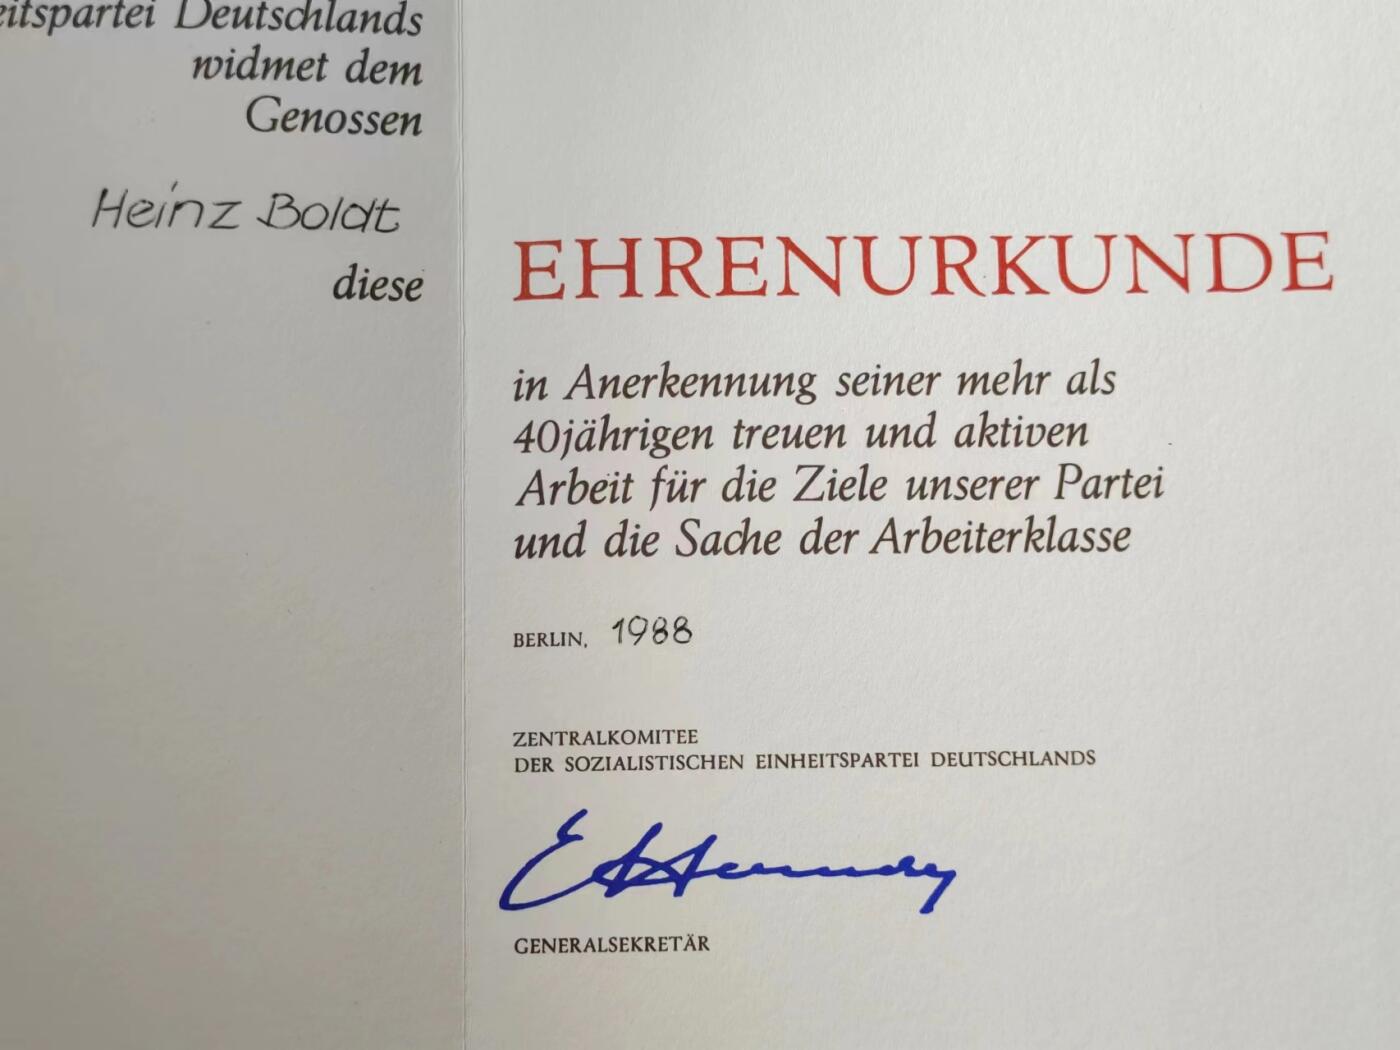 eitspartei Deutschlands
widmet dem
Genossen
Heinz Boldt
diese
EHRENURKUNDE
in Anerkennung seiner mehr als
40jährigen treuen und aktiven
Arbeit für die Ziele unserer Partei
und die Sache der Arbeiterklasse
BERLIN, 1988
ZENTRALKOMITEE
DER SOZIALISTISCHEN EINHEITSPARTEI DEUTSCHLANDS
GENERALSEKRETÄR